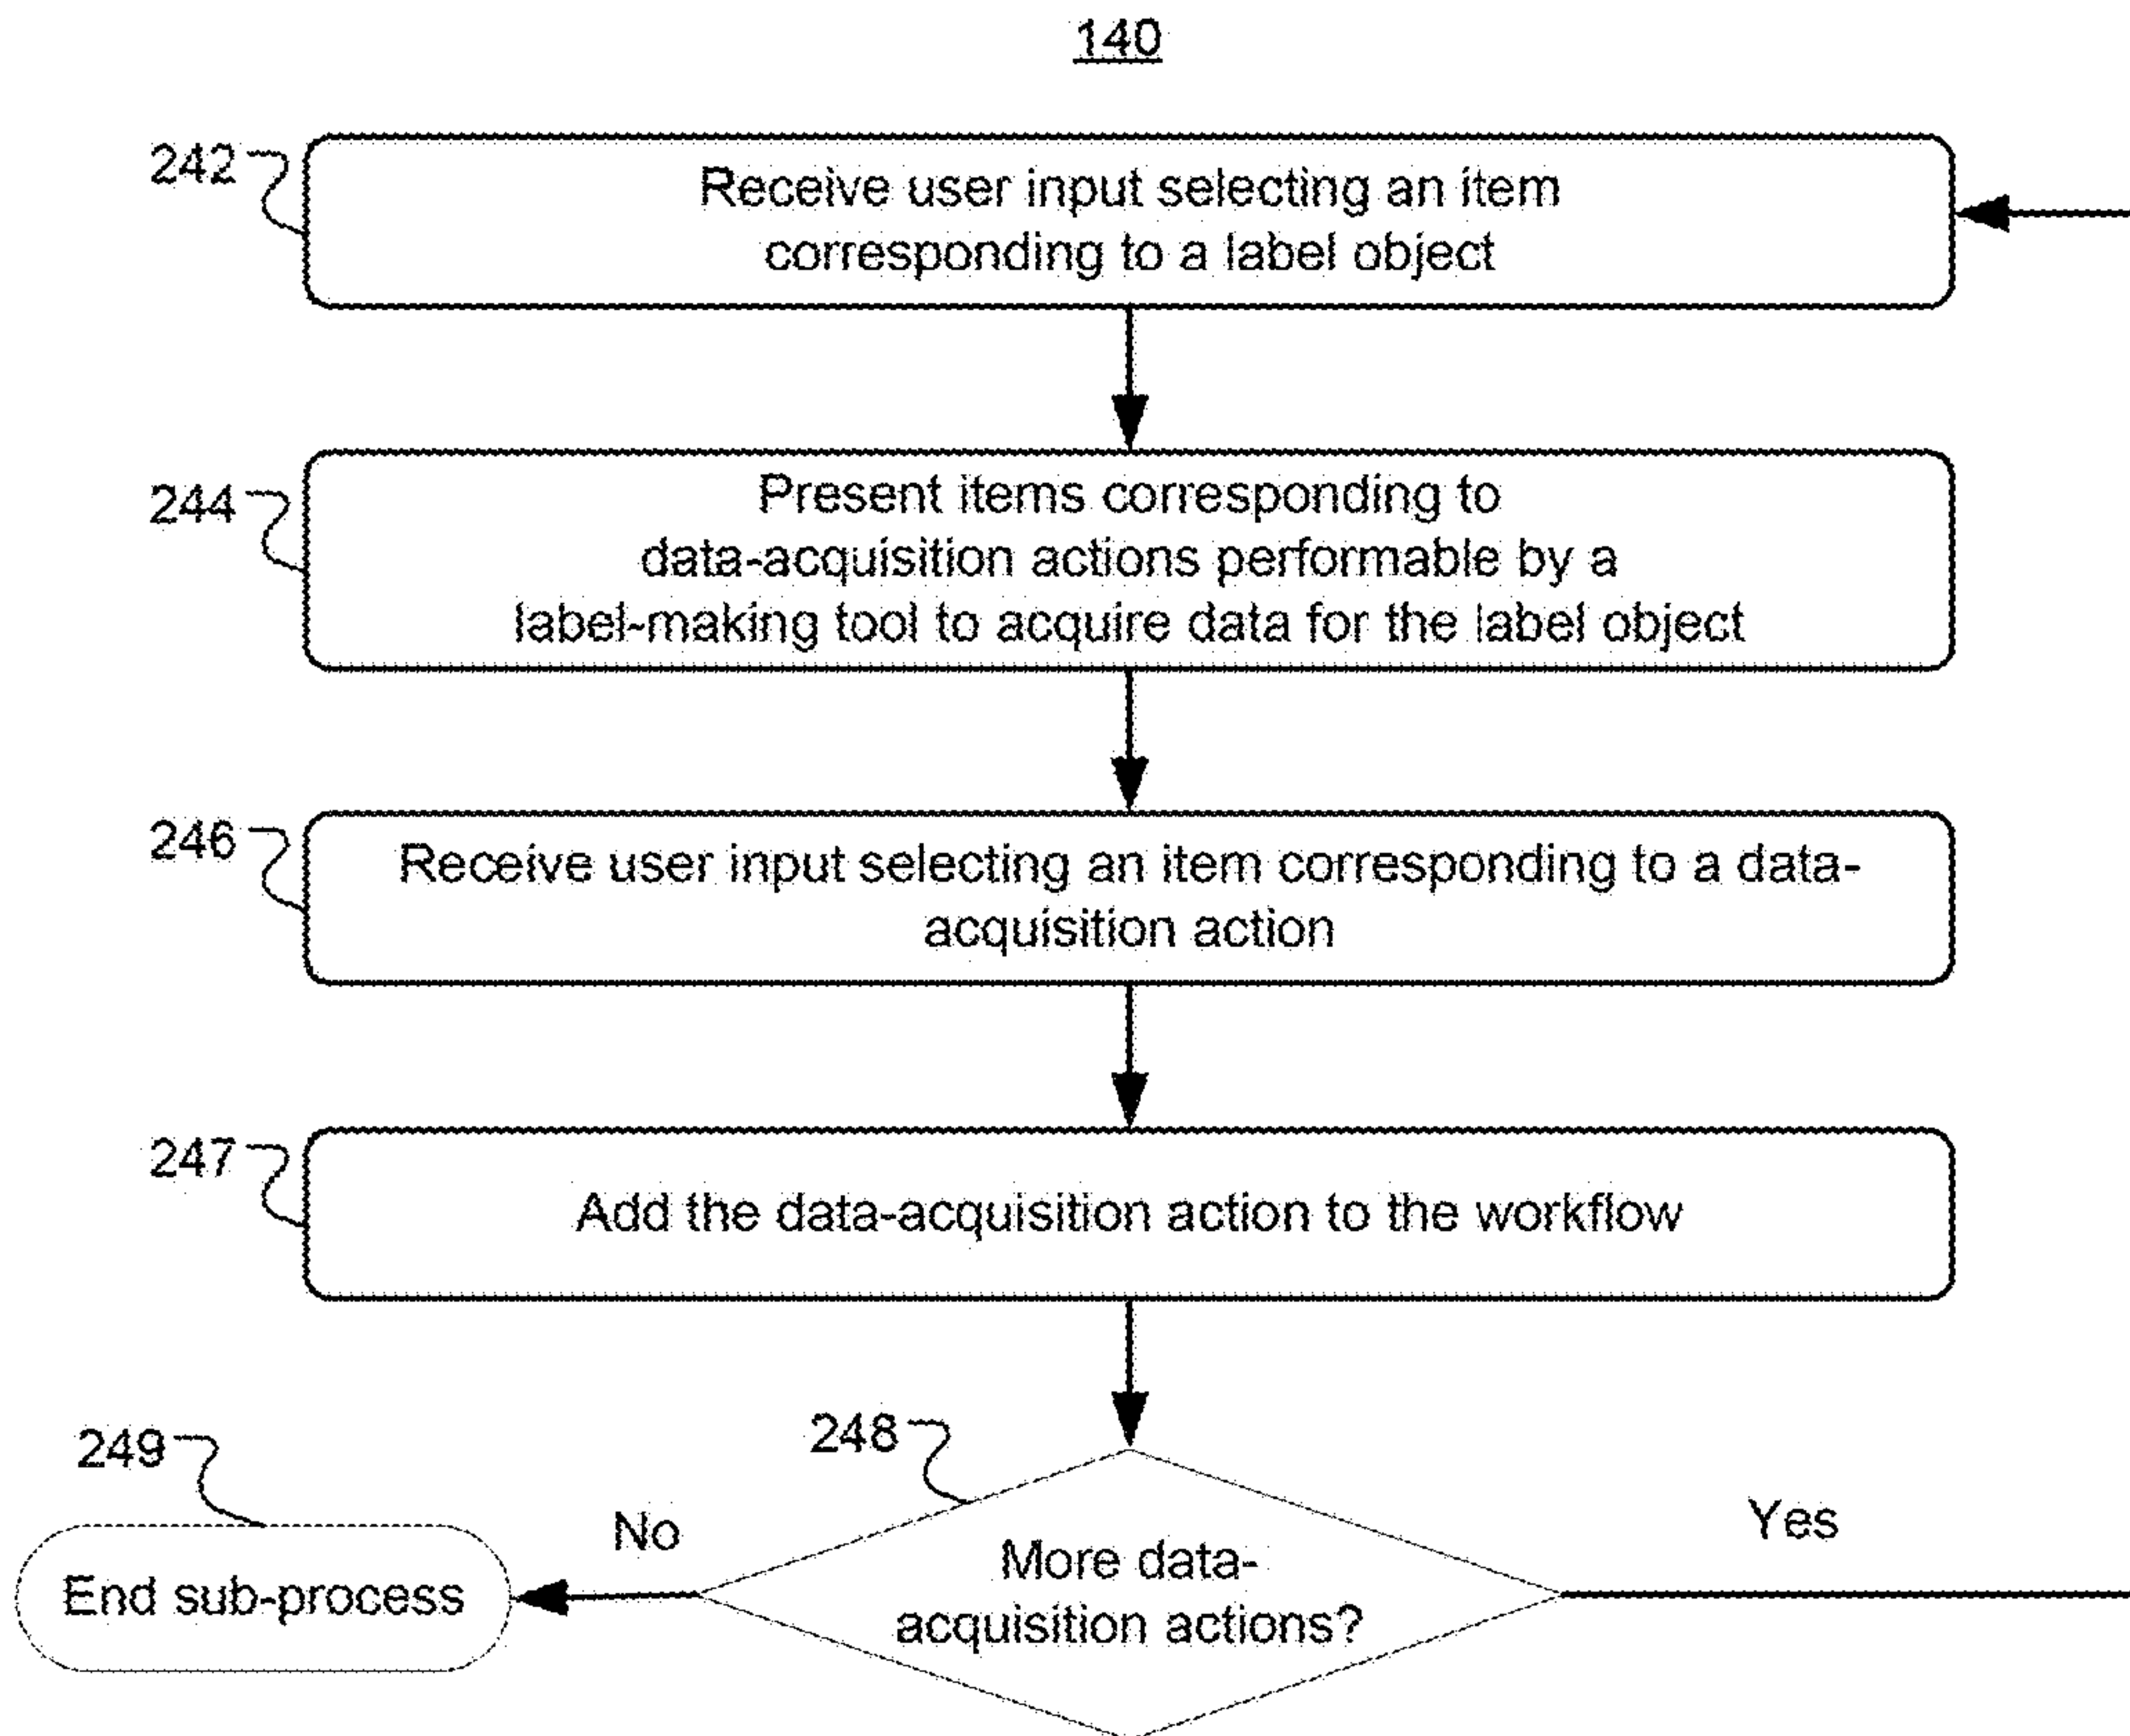 140
242
Receive user input selecting an item
corresponding to a label object
244
Present items corresponding to
data-acquisition actions performable by a
label-making tool to acquire data for the label object
246
Receive user input selecting an item corresponding to a data-
acquisition action
247
Add the data-acquisition action to the workflow
248
249
No
Yes
More data-
acquisition actions?
End sub-process